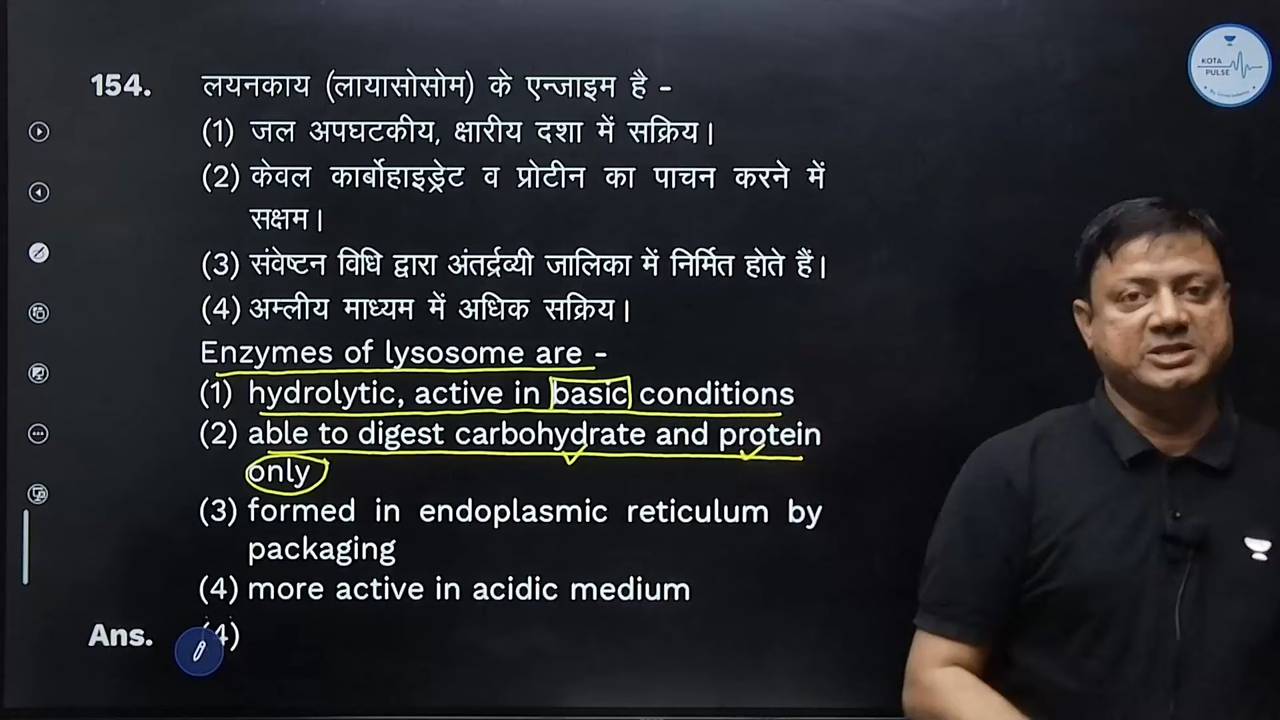 KOTA
PULSE
154. लयनकाय (लायासोसोम) के एन्जाइम है -
(1) जल अपघटकीय, क्षारीय दशा में सक्रिय।
(2) केवल कार्बोहाइड्रेट व प्रोटीन का पाचन करने में
सक्षम।
(3) संवेष्टन विधि द्वारा अंतर्द्रव्यी जालिका में निर्मित होते हैं।
(4) अम्लीय माध्यम में अधिक सक्रिय।
Enzymes of lysosome are -
(1) hydrolytic, active in basic conditions
(2) able to digest carbohydrate and protein
only
(3) formed in endoplasmic reticulum by
packaging
(4) more active in acidic medium
Ans. (4)